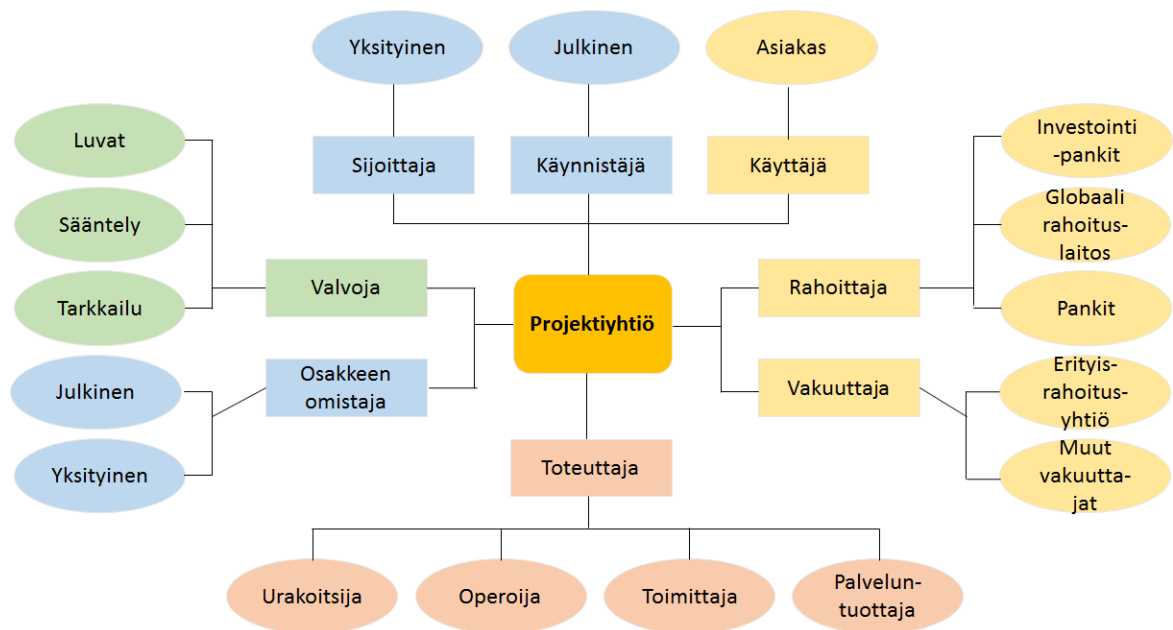 Yksityinen
Julkinen
Asiakas
Sijoittaja
Käynnistäjä
Käyttäjä
Luvat
Sääntely
Tarkkailu
Valvoja
Julkinen
Yksityinen
Osakkeen
omistaja
Projektiyhtiö
Rahoittaja
Investointi
-pankit
Globaali
rahoitus-
laitos
Pankit
Vakuuttaja
Erityis-
rahoitus-
yhtiö
Muut
vakuutta-
jat
Toteuttaja
Urakoitsija
Operoija
Toimittaja
Palvelun-
tuottaja